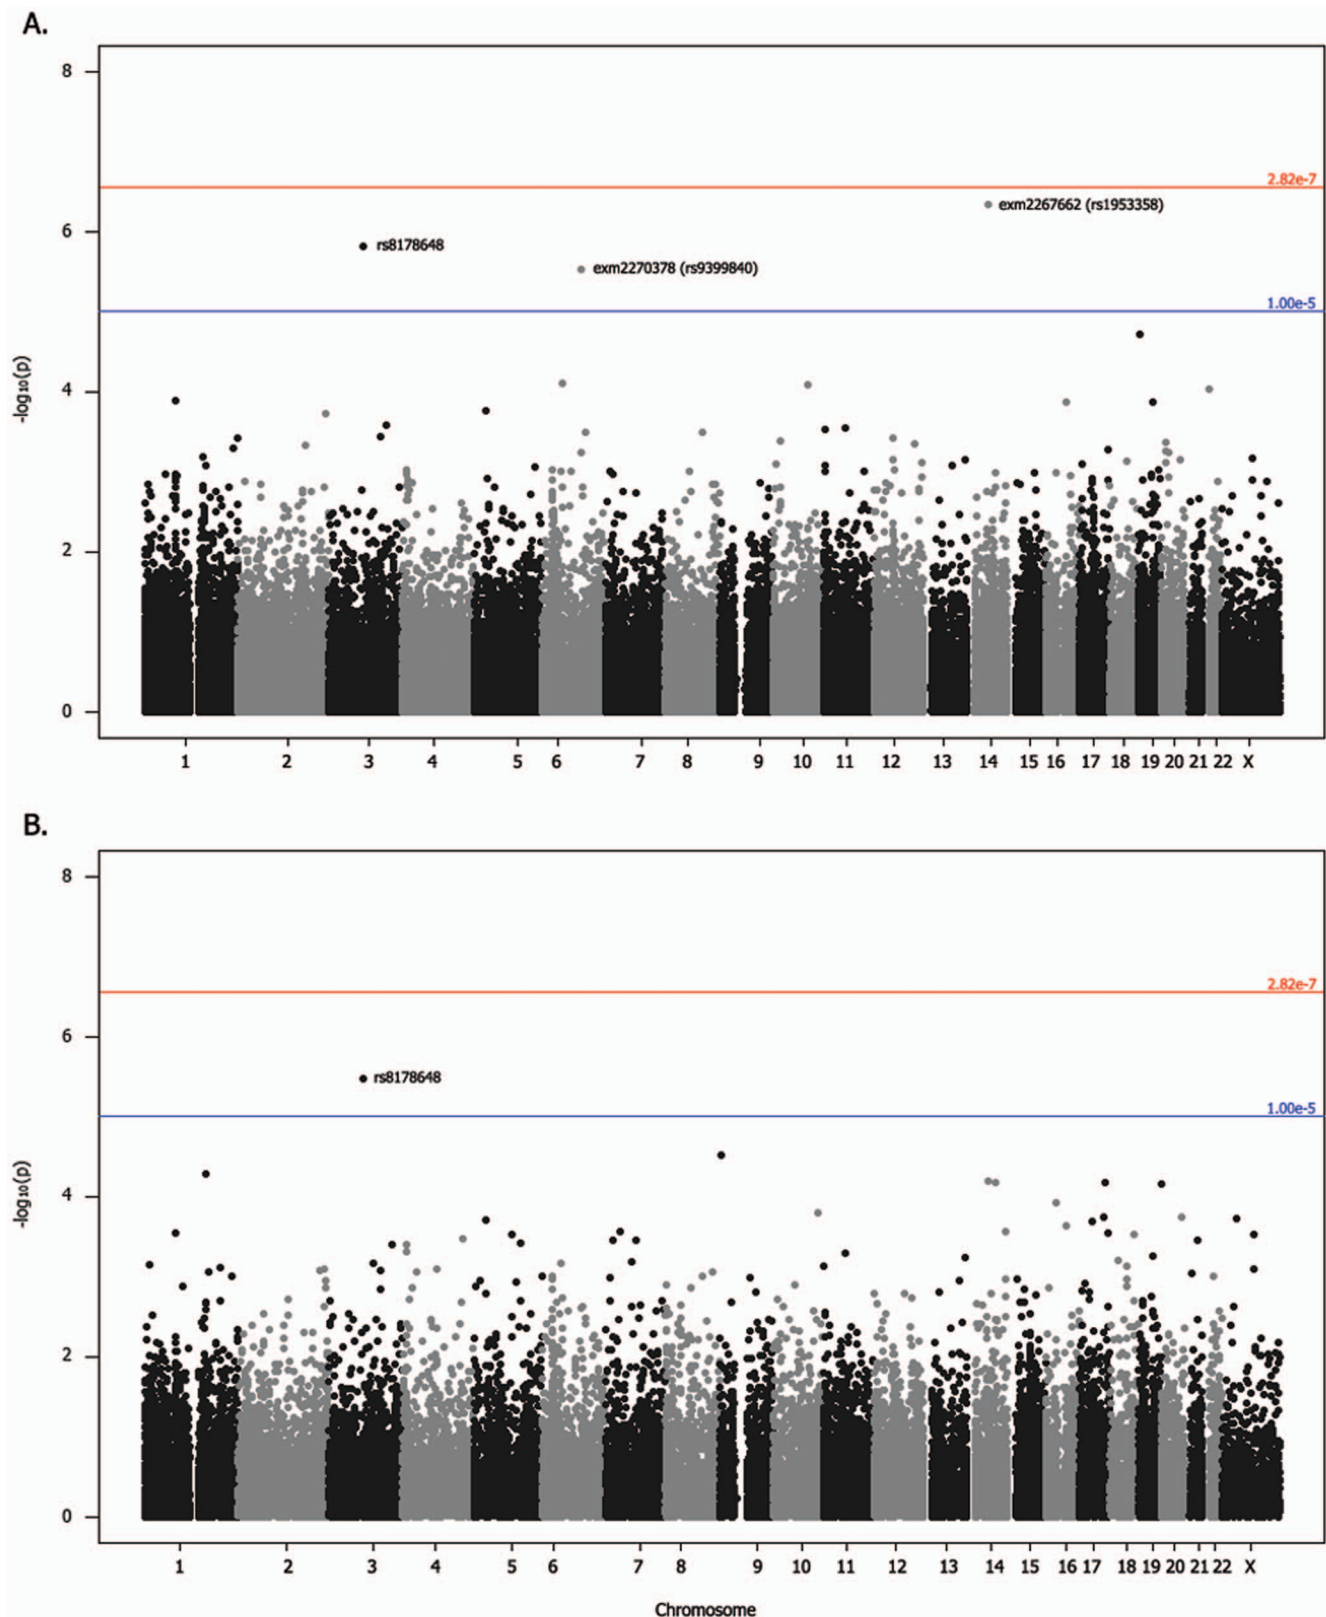 A.
8
2.82e-7
exm2267662 (rs1953358)
6
rs8178648
exm2270378 (rs9399840)
1.00e-5
-log10(p)
4
2
0
1 2 3 4 5 6 7 8 9 10 11 12 13 14 15 16 17 18 19 20 21 22 X
B.
8
2.82e-7
6
rs8178648
1.00e-5
-log10(p)
4
2
0
1 2 3 4 5 6 7 8 9 10 11 12 13 14 15 16 17 18 19 20 21 22 X
Chromosome